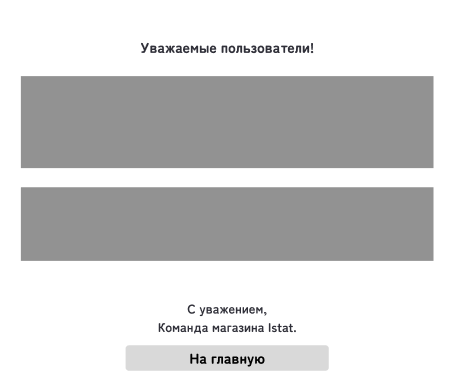 Уважаемые пользователи!
С уважением,
Команда магазина Istat.
На главную